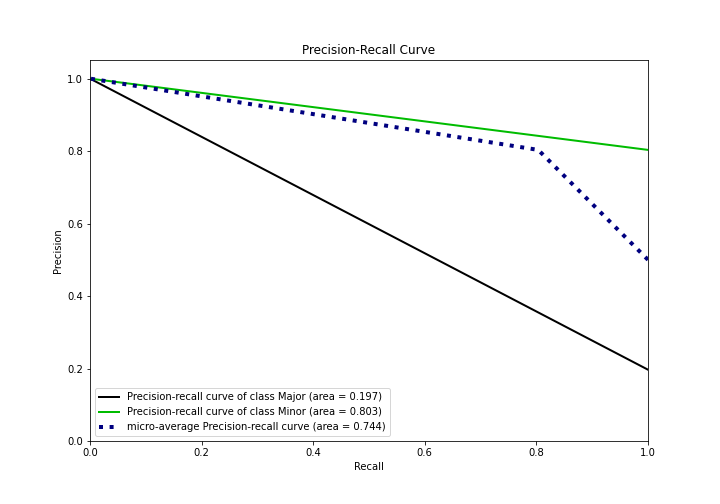 Precision-Recall Curve
1.0
0.8
0.6
0.4
0.2
0.0
Precision
Precision-recall curve of class Major (area = 0.197)
Precision-recall curve of class Minor (area = 0.803)
micro-average Precision-recall curve (area = 0.744)
0.0 0.2 0.4 0.6 0.8 1.0
Recall